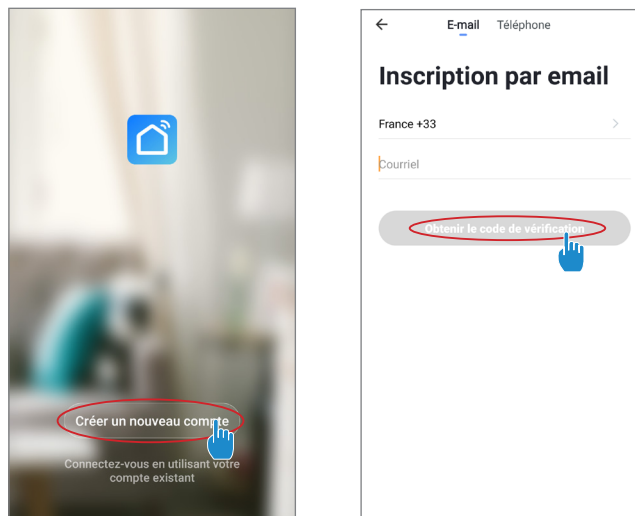 Créer un nouveau compte
Connectez-vous en utilisant votre
compte existant
E-mail Téléphone
Inscription par email
France +33
Courriel
Obtenir le code de vérification